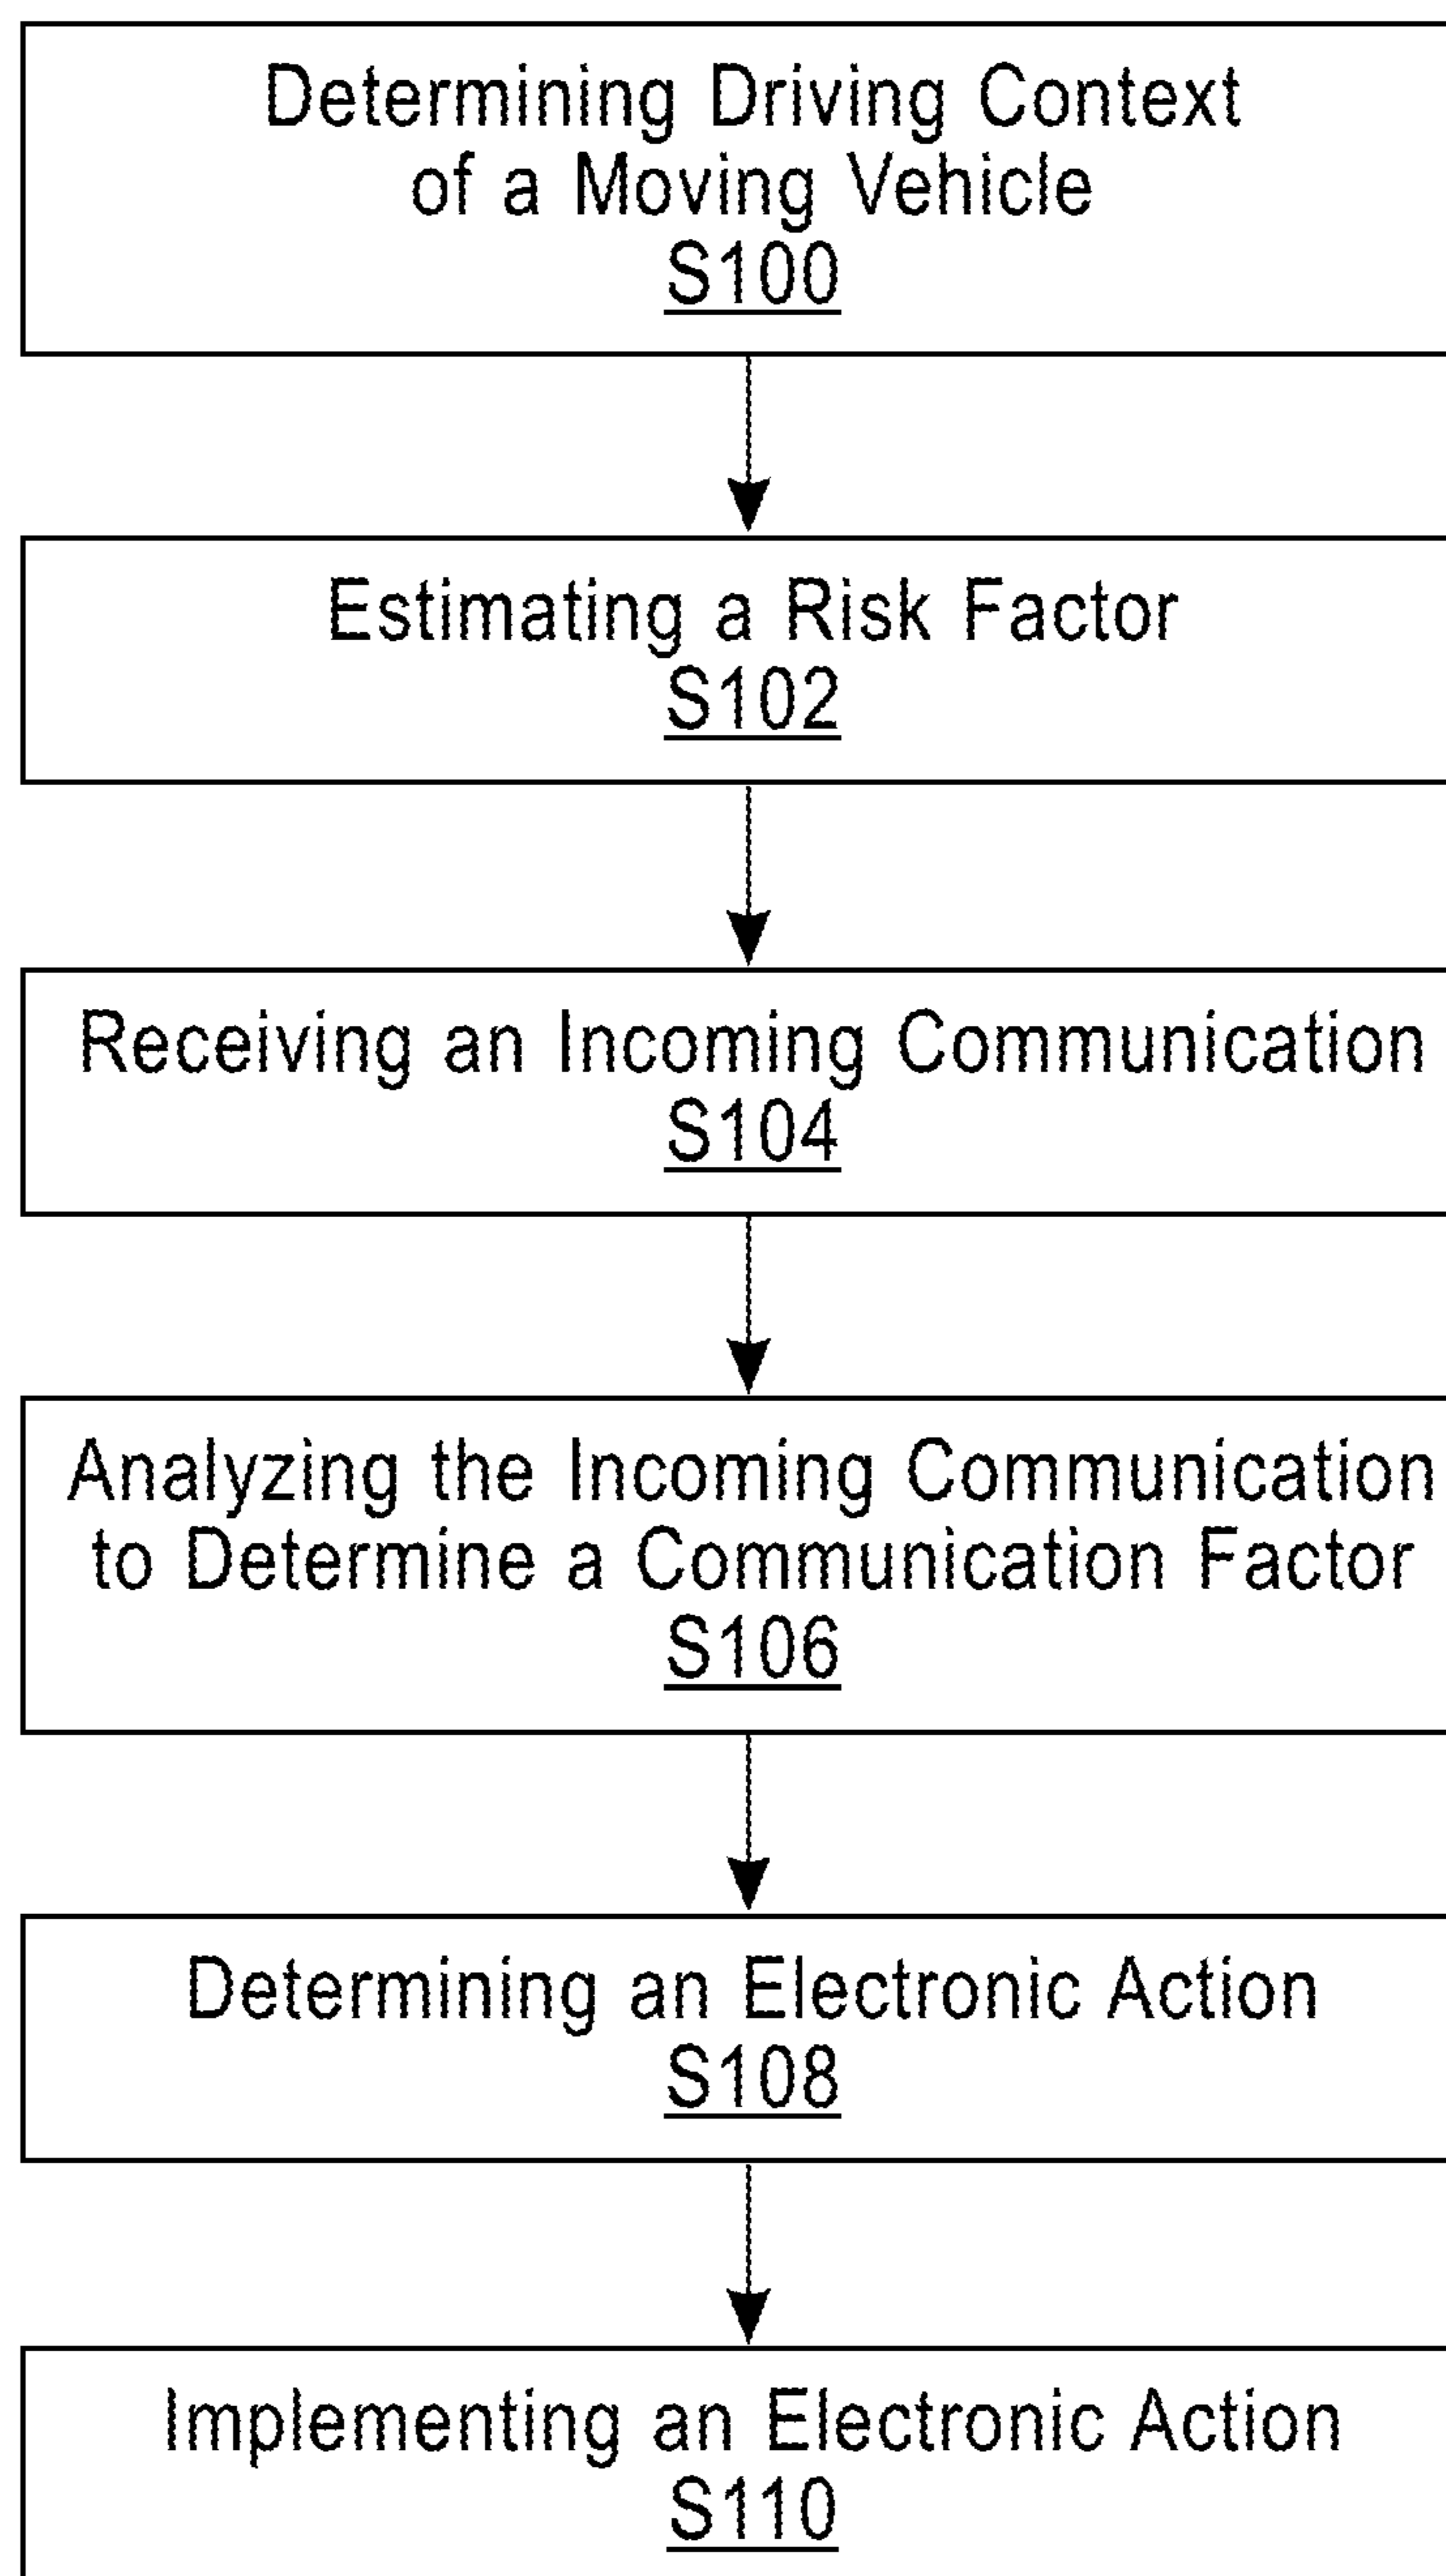 Determining Driving Context
of a Moving Vehicle
S100
Estimating a Risk Factor
S102
Receiving an Incoming Communication
S104
Analyzing the Incoming Communication
to Determine a Communication Factor
S106
Determining an Electronic Action
S108
Implementing an Electronic Action
S110